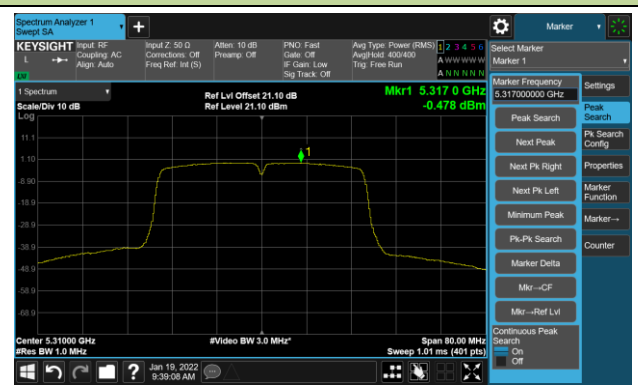 Spectrum Analyzer 1
Swept SA
+
Marker
KEYSIGHT
L
Input: RF
Coupling: AC
Align: Auto
Input Z: 50 Ω
Corrections: Off
Freq Ref: Int (S)
Atten: 10 dB
Preamp: Off
PNO: Fast
Gate: Off
IF Gain: Low
Sig Track: Off
Avg Type: Power (RMS)
Avg|Hold: 400/400
Trig: Free Run
1 2 3 4 5 6
A W W W W W
A N N N N N
Select Marker
Marker 1
1 Spectrum
Scale/Div 10 dB
Log
Ref Lvl Offset 21.10 dB
Ref Level 21.10 dBm
Mkr1 5.317 0 GHz
-0.478 dBm
11.1
1.10
-8.90
-18.9
-28.9
-38.9
-48.9
-58.9
-68.9
1
Center 5.31000 GHz
#Res BW 1.0 MHz
#Video BW 3.0 MHz*
Span 80.00 MHz
Sweep 1.01 ms (401 pts)
Marker Frequency
5.317000000 GHz
Peak Search
Next Peak
Next Pk Right
Next Pk Left
Minimum Peak
Pk-Pk Search
Marker Delta
Mkr→CF
Mkr→Ref Lvl
Continuous Peak
Search
On
Off
Settings
Peak
Search
Pk Search
Config
Properties
Marker
Function
Marker→
Counter
?
Jan 19, 2022
9:39:08 AM